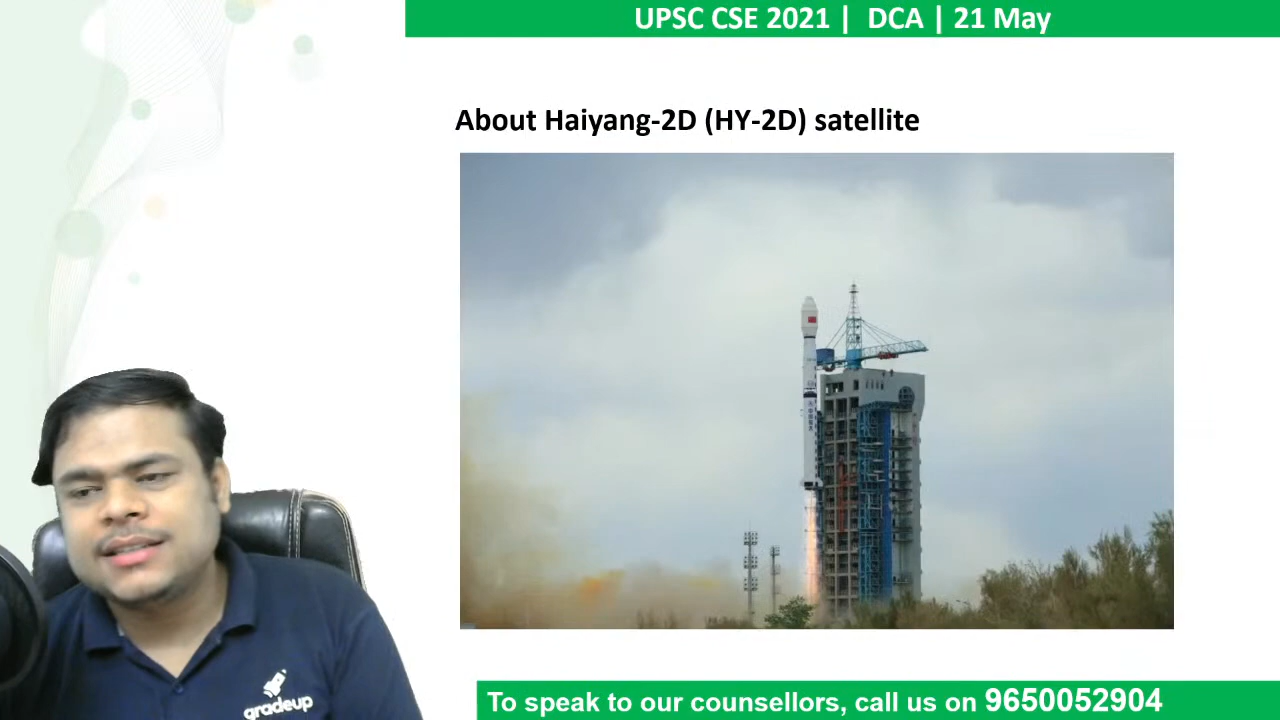 UPSC CSE 2021 | DCA | 21 May
About Haiyang-2D (HY-2D) satellite
gradeup
To speak to our counsellors, call us on 9650052904